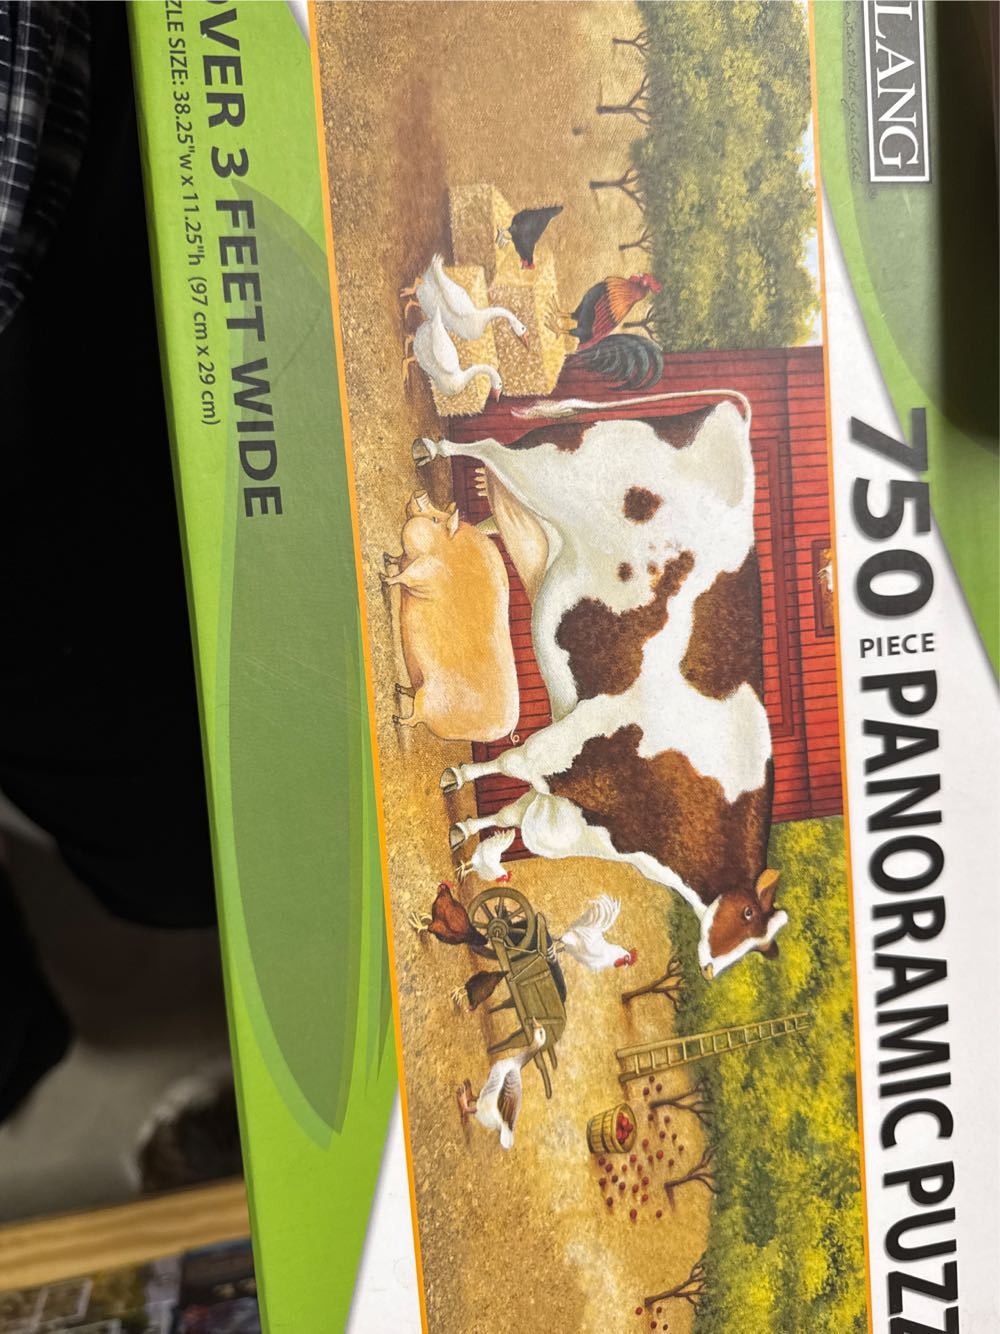 LANG
750 PIECE PANORAMIC PUZZ
OVER 3 FEET WIDE
ZLE SIZE: 38.25"w x 11.25"h (97 cm x 29 cm)